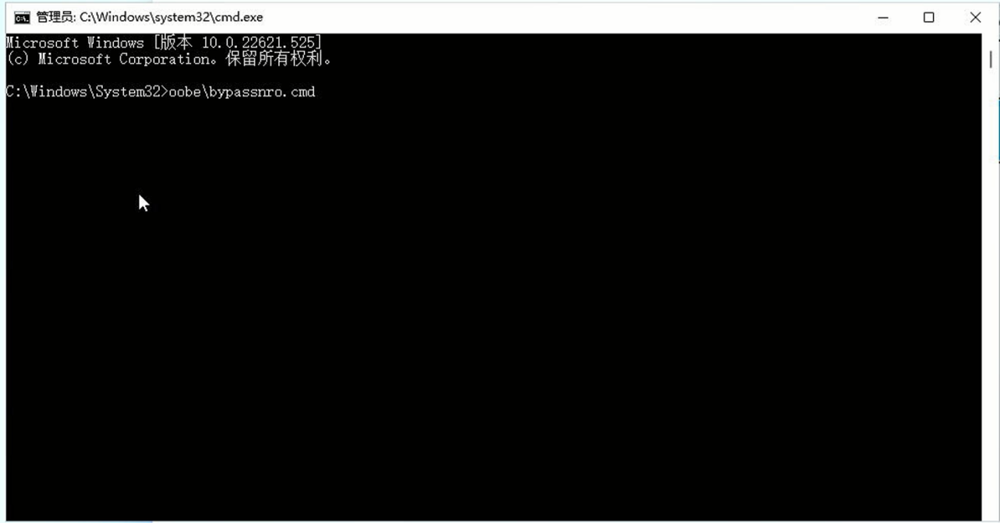 管理员: C:\Windows\system32\cmd.exe
Microsoft Windows [版本 10.0.22621.525]
(c) Microsoft Corporation。保留所有权利。
C:\Windows\System32>oobe\bypassnro.cmd